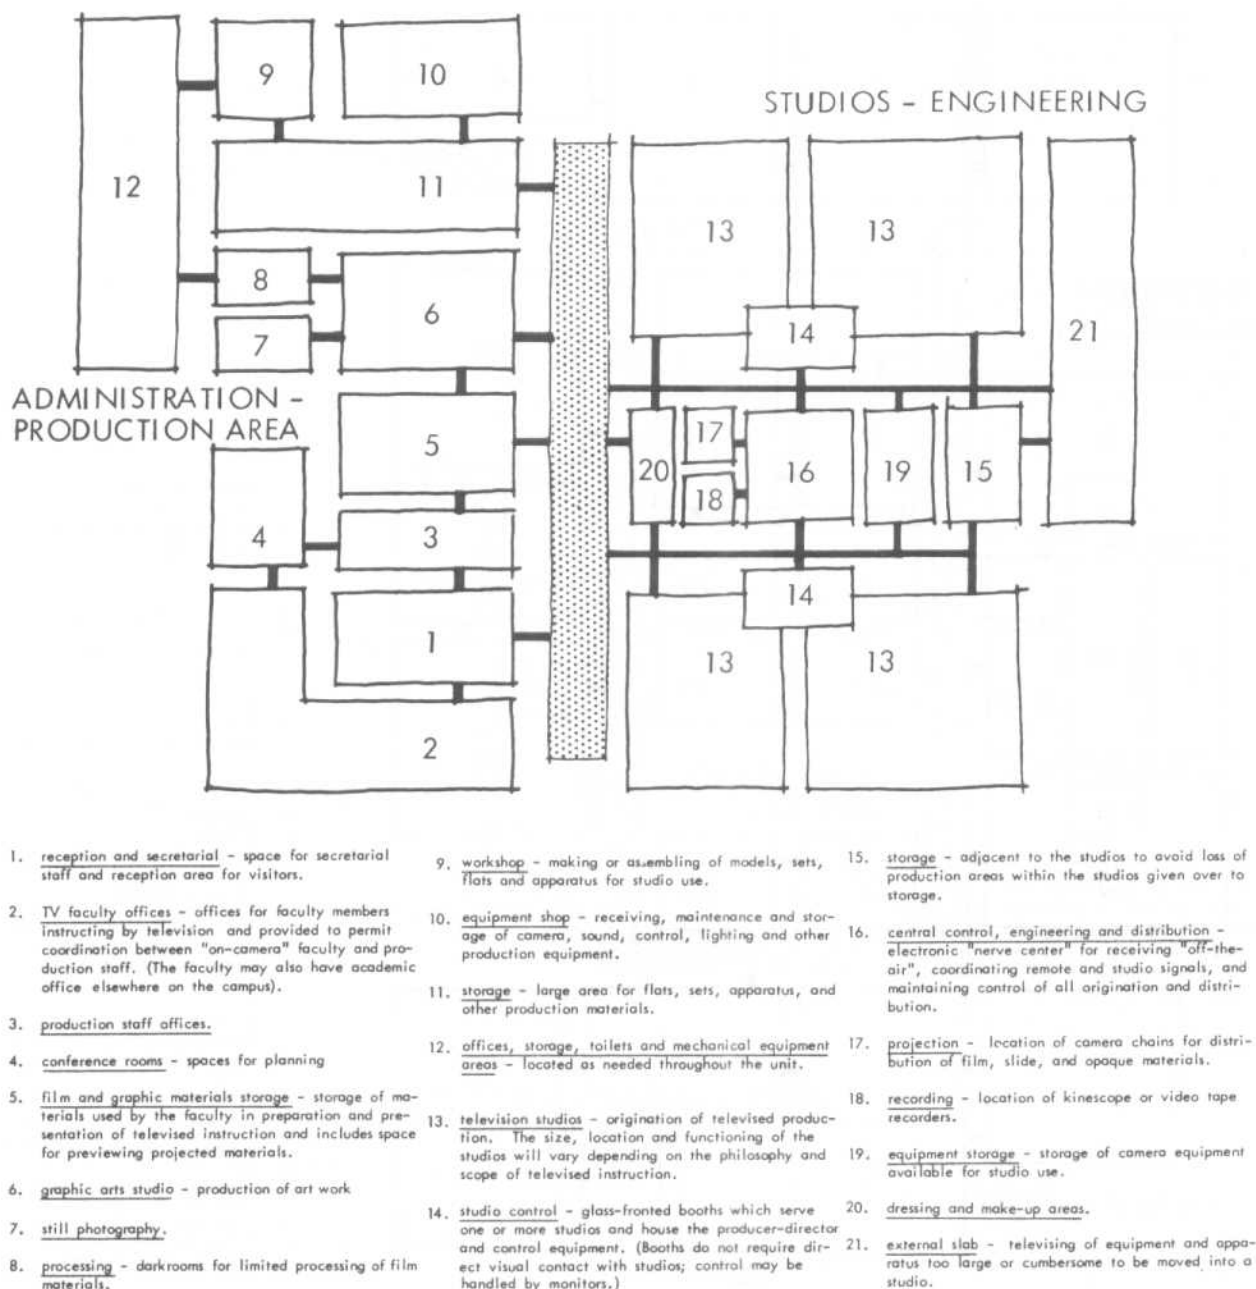 STUDIOS - ENGINEERING
9
10
12
11
13
13
8
6
7
14
21
ADMINISTRATION -
PRODUCTION AREA
5
17
20
16
19
15
18
4
3
14
1
13
13
2
1. reception and secretarial - space for secretarial
staff and reception area for visitors.
2. TV faculty offices - offices for faculty members
instructing by television and provided to permit
coordination between "on-camera" faculty and pro-
duction staff. (The faculty may also have academic
office elsewhere on the campus).
3. production staff offices.
4. conference rooms - spaces for planning
5. film and graphic materials storage - storage of ma-
terials used by the faculty in preparation and pre-
sentation of televised instruction and includes space
for previewing projected materials.
6. graphic arts studio - production of art work
7. still photography.
8. processing - darkrooms for limited processing of film
materials.
9. workshop - making or assembling of models, sets,
flats and apparatus for studio use.
10. equipment shop - receiving, maintenance and stor-
age of camera, sound, control, lighting and other
production equipment.
11. storage - large area for flats, sets, apparatus, and
other production materials.
12. offices, storage, toilets and mechanical equipment
areas - located as needed throughout the unit.
13. television studios - origination of televised produc-
tion. The size, location and functioning of the
studios will vary depending on the philosophy and
scope of televised instruction.
14. studio control - glass-fronted booths which serve
one or more studios and house the producer-director
and control equipment. (Booths do not require dir-
ect visual contact with studios; control may be
handled by monitors.)
15. storage - adjacent to the studios to avoid loss of
production areas within the studios given over to
storage.
16. central control, engineering and distribution -
electronic "nerve center" for receiving "off-the-
air", coordinating remote and studio signals, and
maintaining control of all origination and distri-
bution.
17. projection - location of camera chains for distri-
bution of film, slide, and opaque materials.
18. recording - location of kinescope or video tape
recorders.
19. equipment storage - storage of camera equipment
available for studio use.
20. dressing and make-up areas.
21. external slab - televising of equipment and appa-
ratus too large or cumbersome to be moved into a
studio.